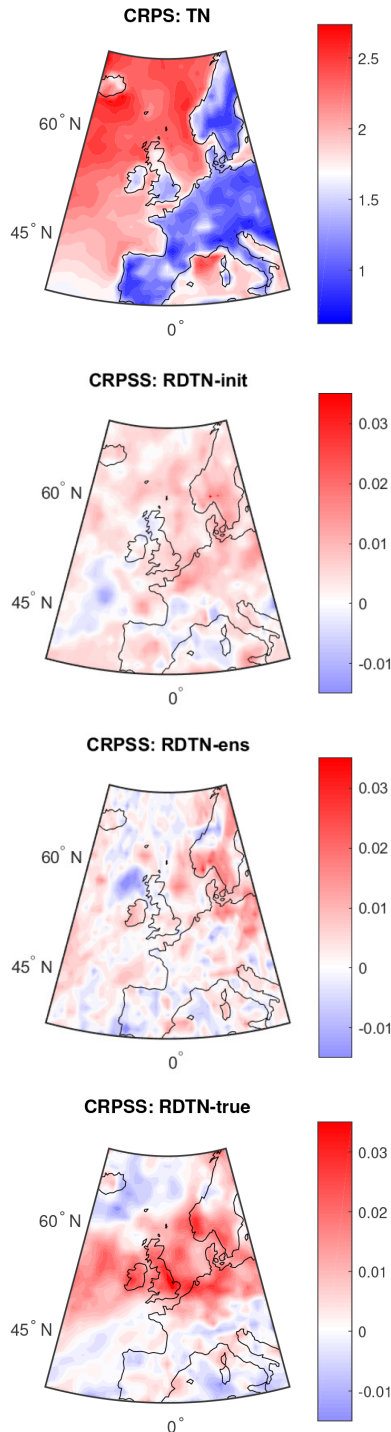 CRPS: TN
2.5
2
1.5
1
60° N
45° N
0°
CRPSS: RDTN-init
0.03
0.02
0.01
0
-0.01
60° N
45° N
0°
CRPSS: RDTN-ens
0.03
0.02
0.01
0
-0.01
60° N
45° N
0°
CRPSS: RDTN-true
0.03
0.02
0.01
0
-0.01
60° N
45° N
0°